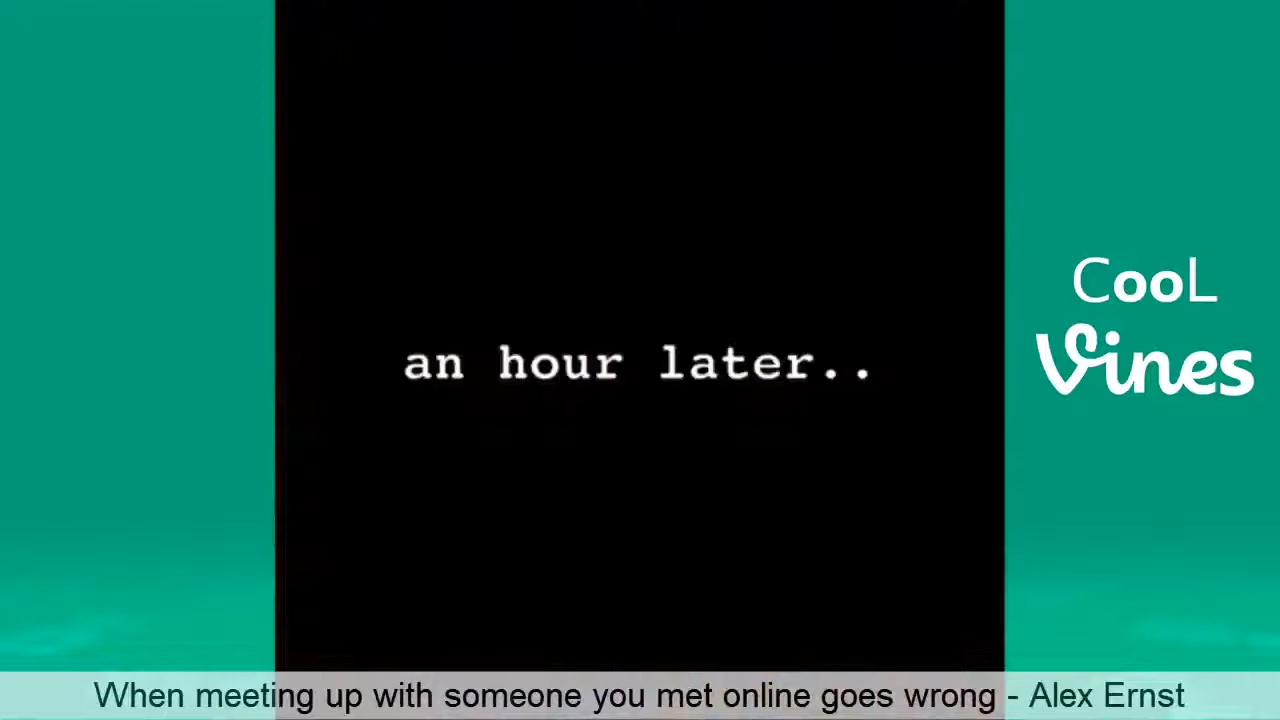 an hour later..
CooL
Vines
When meeting up with someone you met online goes wrong - Alex Ernst